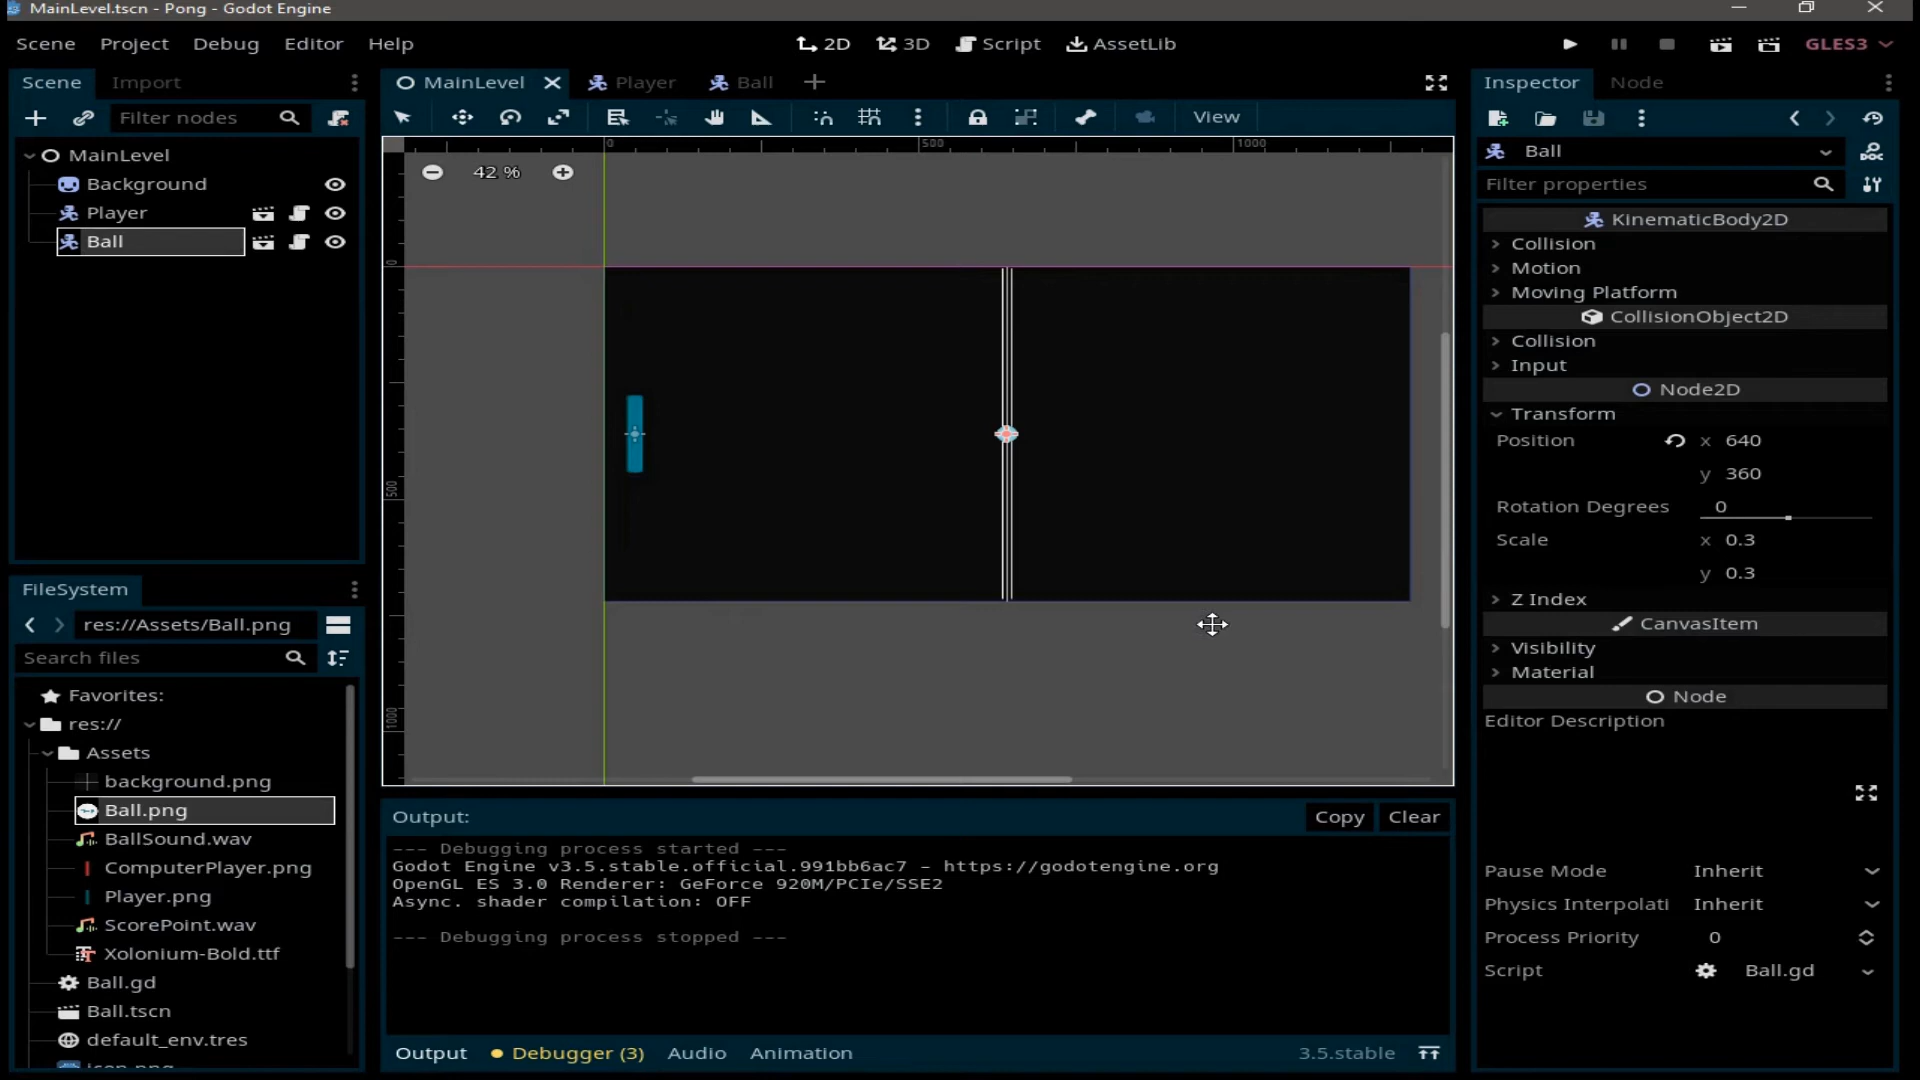 MainLevel.tscn - Pong - Godot Engine
Scene Project Debug Editor Help
2D 3D Script AssetLib
GLES3
Scene Import
MainLevel Player Ball
Inspector Node
Filter nodes
View
MainLevel
Background
Player
Ball
0 500 1000
42 %
0
500
1000
Ball
Filter properties
KinematicBody2D
Collision
Motion
Moving Platform
CollisionObject2D
Collision
Input
Node2D
Transform
Position x 640
y 360
Rotation Degrees 0
Scale x 0.3
y 0.3
Z Index
CanvasItem
Visibility
Material
Node
Editor Description
Pause Mode Inherit
Physics Interpolati Inherit
Process Priority 0
Script Ball.gd
FileSystem
res://Assets/Ball.png
Search files
Favorites:
res://
Assets
background.png
Ball.png
BallSound.wav
ComputerPlayer.png
Player.png
ScorePoint.wav
Xolonium-Bold.ttf
Ball.gd
Ball.tscn
default_env.tres
icon.png
Output: Copy Clear
--- Debugging process started ---
Godot Engine v3.5.stable.official.991bb6ac7 - https://godotengine.org
OpenGL ES 3.0 Renderer: GeForce 920M/PCIe/SSE2
Async. shader compilation: OFF
--- Debugging process stopped ---
Output Debugger (3) Audio Animation 3.5.stable